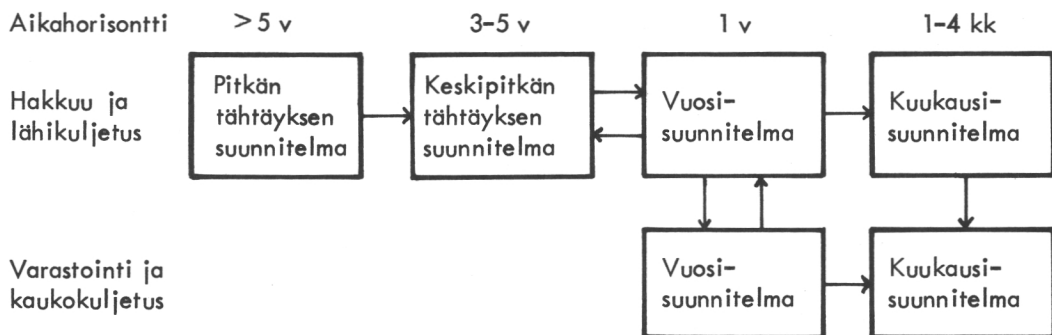 Aikahorisontti > 5 v 3-5 v 1 v 1-4 kk
Hakkuu ja
lähikuljetus
Pitkän
tähtäyksen
suunnitelma
Keskipitkän
tähtäyksen
suunnitelma
Vuosi-
suunnitelma
Kuukausi-
suunnitelma
Varastointi ja
kaukokuljetus
Vuosi-
suunnitelma
Kuukausi-
suunnitelma